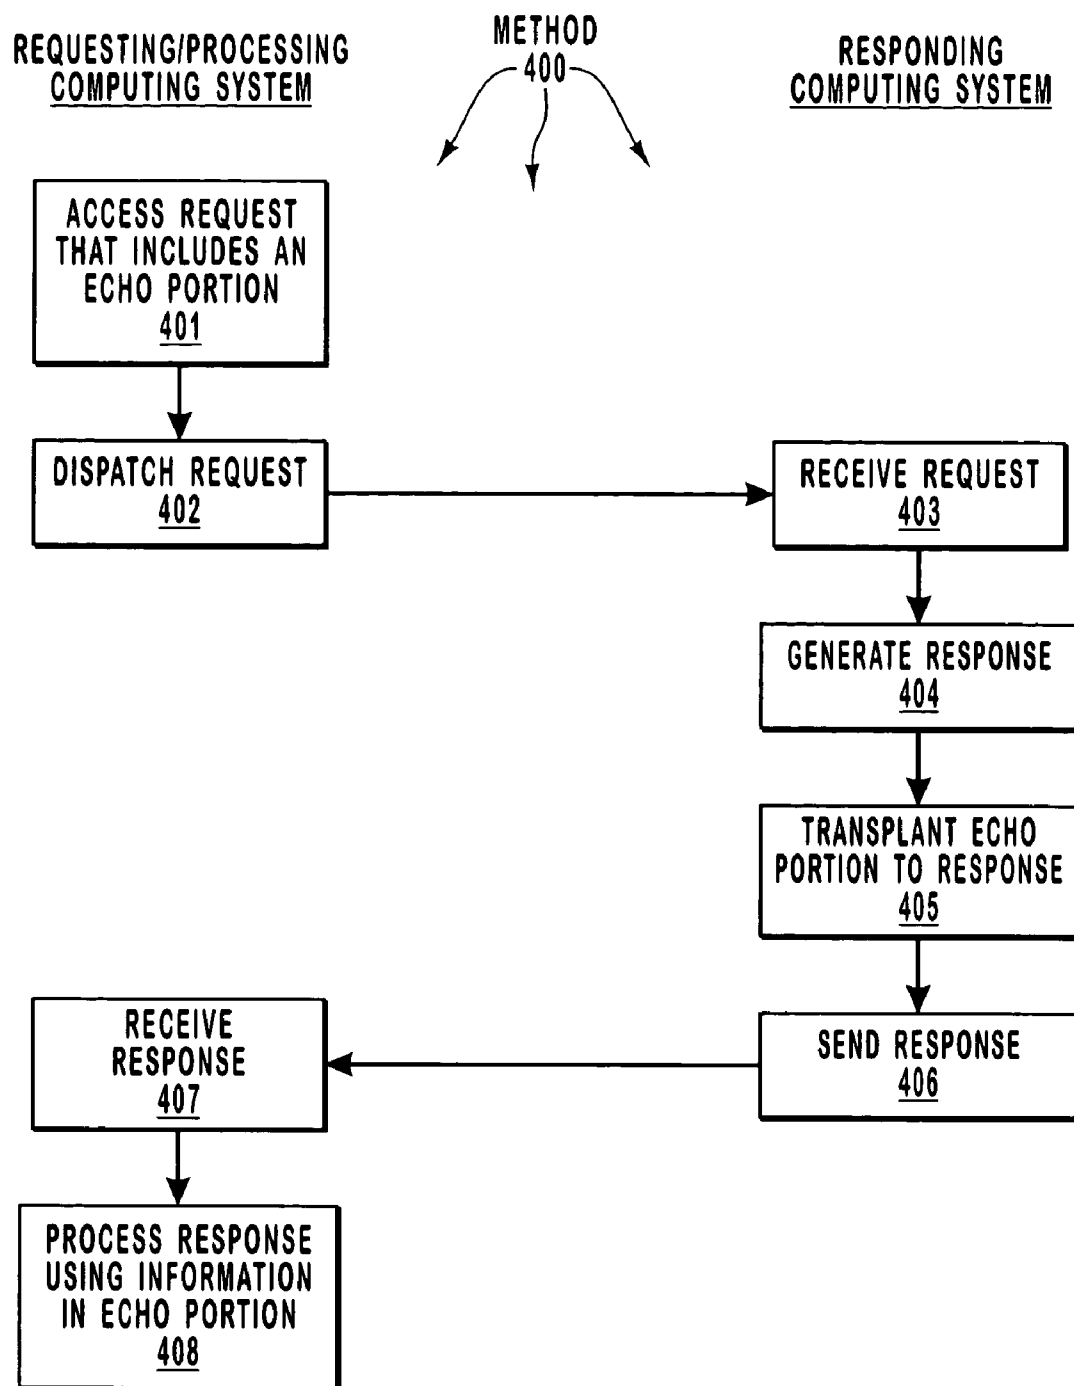 REQUESTING/PROCESSING
COMPUTING SYSTEM
METHOD
400
RESPONDING
COMPUTING SYSTEM
ACCESS REQUEST
THAT INCLUDES AN
ECHO PORTION
401
DISPATCH REQUEST
402
RECEIVE REQUEST
403
GENERATE RESPONSE
404
TRANSPLANT ECHO
PORTION TO RESPONSE
405
SEND RESPONSE
406
RECEIVE
RESPONSE
407
PROCESS RESPONSE
USING INFORMATION
IN ECHO PORTION
408